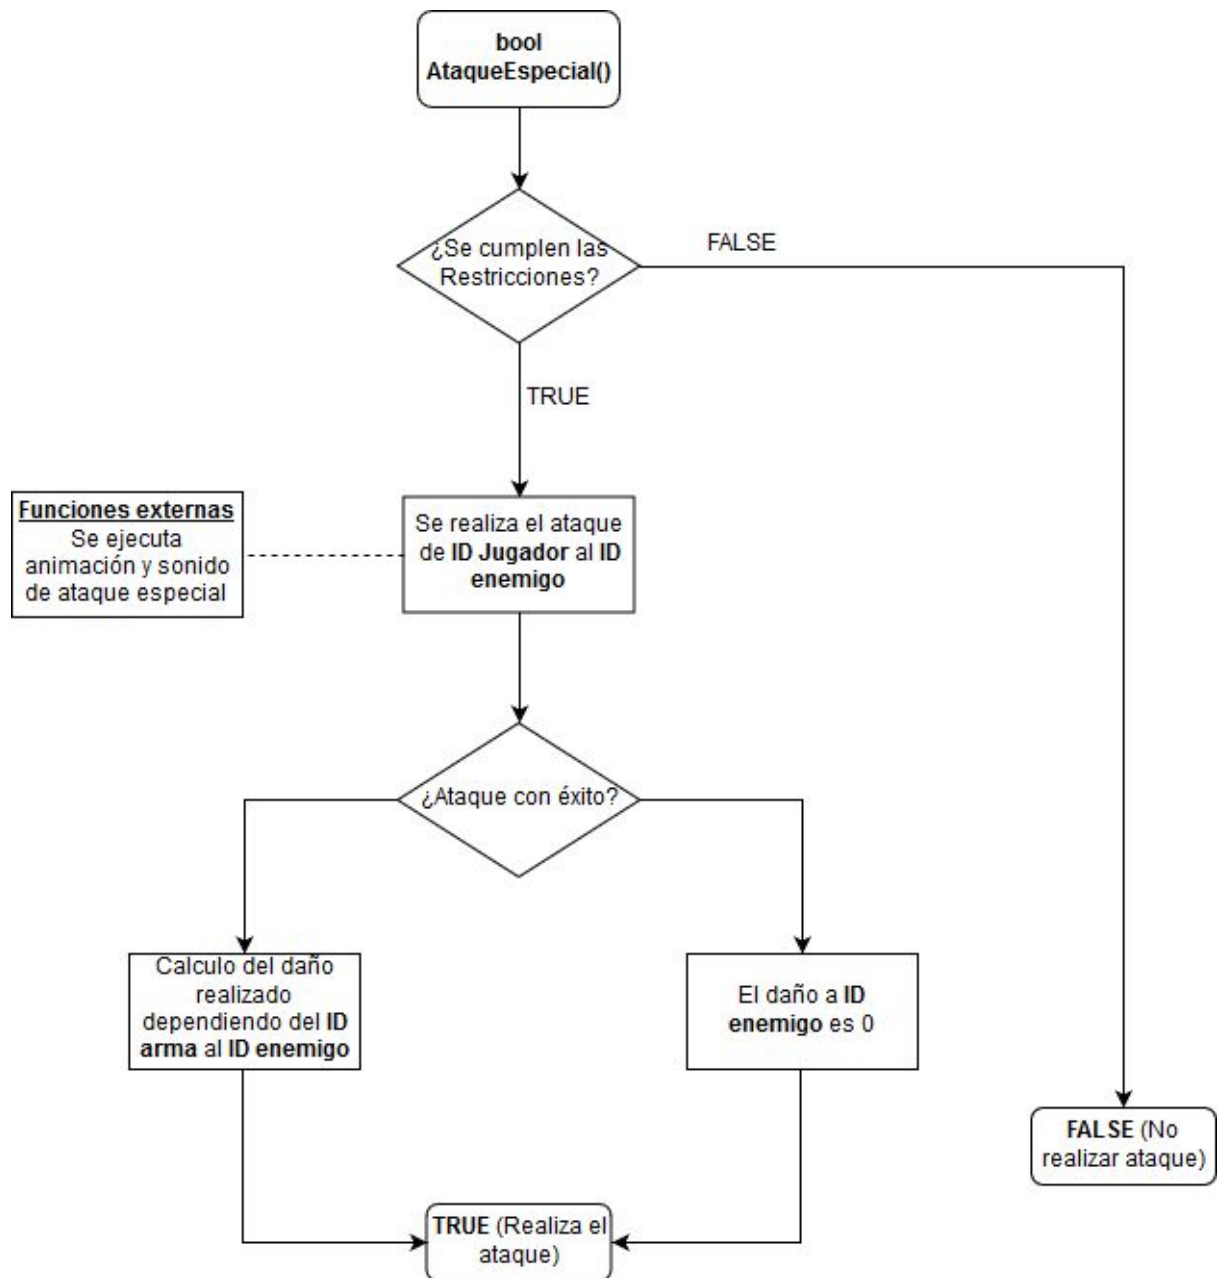 bool
AtaqueEspecial()
¿Se cumplen las
Restricciones?
FALSE
TRUE
Funciones externas
Se ejecuta
animación y sonido
de ataque especial
Se realiza el ataque
de ID Jugador al ID
enemigo
¿Ataque con éxito?
Calculo del daño
realizado
dependiendo del ID
arma al ID enemigo
El daño a ID
enemigo es 0
FALSE (No
realizar ataque)
TRUE (Realiza el
ataque)